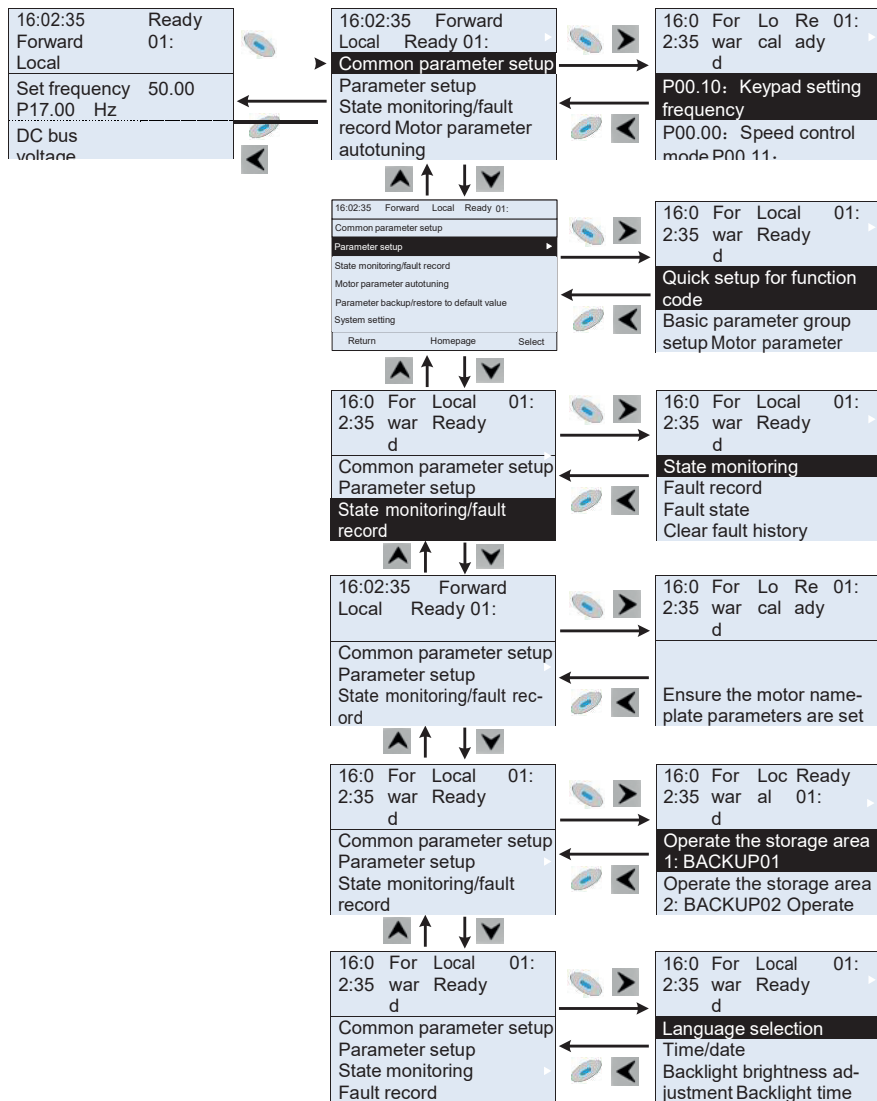 16:02:35 Ready
Forward 01:
Local
Set frequency 50.00
P17.00 Hz
DC bus
voltage
16:02:35 Forward
Local Ready 01:
Common parameter setup
Parameter setup
State monitoring/fault
record Motor parameter
autotuning
16:0 For Lo Re 01:
2:35 war cal ady
d
P00.10: Keypad setting
frequency
P00.00: Speed control
mode P00.11:
16:02:35 Forward Local Ready 01:
Common parameter setup
Parameter setup
State monitoring/fault record
Motor parameter autotuning
Parameter backup/restore to default value
System setting
Return Homepage Select
16:0 For Local 01:
2:35 war Ready
d
Quick setup for function
code
Basic parameter group
setup Motor parameter
16:0 For Local 01:
2:35 war Ready
d
Common parameter setup
Parameter setup
State monitoring/fault
record
16:0 For Local 01:
2:35 war Ready
d
State monitoring
Fault record
Fault state
Clear fault history
16:02:35 Forward
Local Ready 01:
Common parameter setup
Parameter setup
State monitoring/fault rec-
ord
16:0 For Lo Re 01:
2:35 war cal ady
d
Ensure the motor name-
plate parameters are set
16:0 For Local 01:
2:35 war Ready
d
Common parameter setup
Parameter setup
State monitoring/fault
record
16:0 For Loc Ready
2:35 war al 01:
d
Operate the storage area
1: BACKUP01
Operate the storage area
2: BACKUP02 Operate
16:0 For Local 01:
2:35 war Ready
d
Common parameter setup
Parameter setup
State monitoring
Fault record
16:0 For Local 01:
2:35 war Ready
d
Language selection
Time/date
Backlight brightness ad-
justment Backlight time